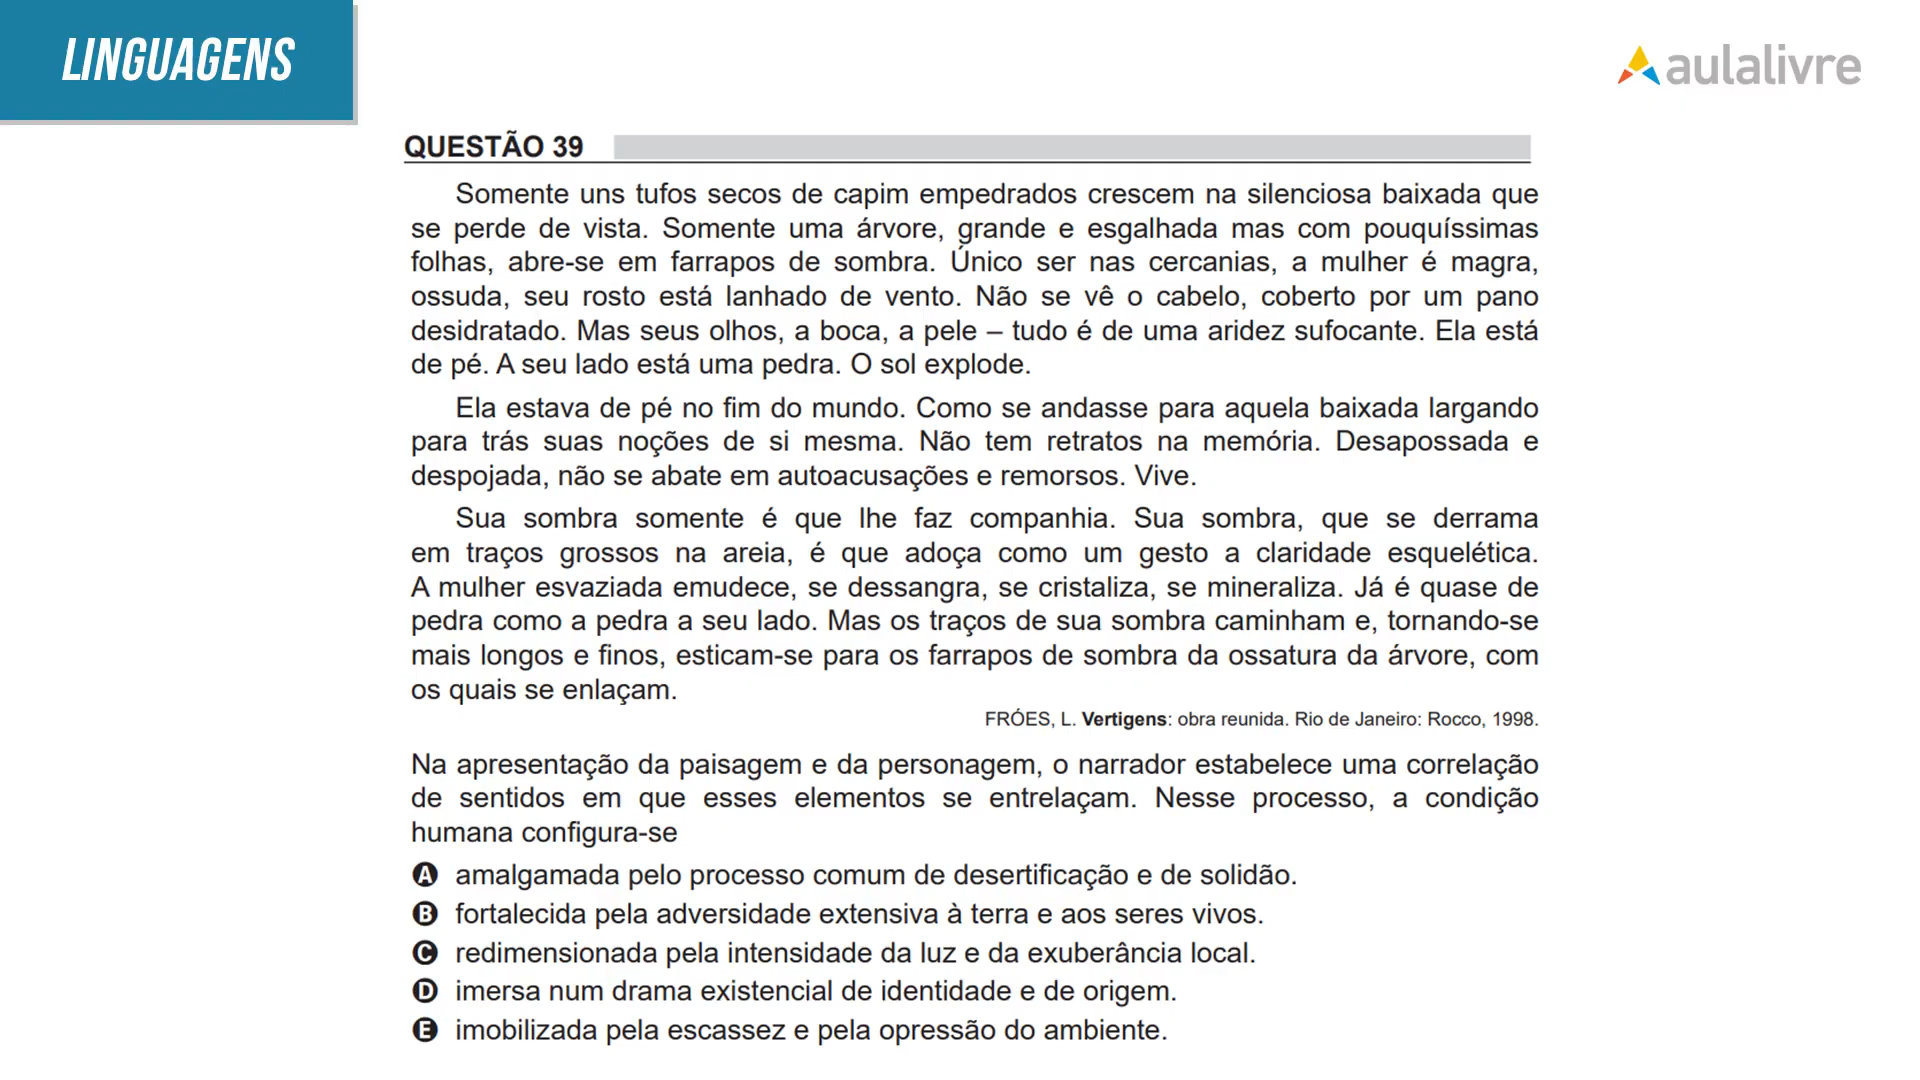 LINGUAGENS
aulalivre
QUESTÃO 39
Somente uns tufos secos de capim empedrados crescem na silenciosa baixada que
se perde de vista. Somente uma árvore, grande e esgalhada mas com pouquíssimas
folhas, abre-se em farrapos de sombra. Único ser nas cercanias, a mulher é magra,
ossuda, seu rosto está lanhado de vento. Não se vê o cabelo, coberto por um pano
desidratado. Mas seus olhos, a boca, a pele – tudo é de uma aridez sufocante. Ela está
de pé. A seu lado está uma pedra. O sol explode.
Ela estava de pé no fim do mundo. Como se andasse para aquela baixada largando
para trás suas noções de si mesma. Não tem retratos na memória. Desapossada e
despojada, não se abate em autoacusações e remorsos. Vive.
Sua sombra somente é que lhe faz companhia. Sua sombra, que se derrama
em traços grossos na areia, é que adoça como um gesto a claridade esquelética.
A mulher esvaziada emudece, se dessangra, se cristaliza, se mineraliza. Já é quase de
pedra como a pedra a seu lado. Mas os traços de sua sombra caminham e, tornando-se
mais longos e finos, esticam-se para os farrapos de sombra da ossatura da árvore, com
os quais se enlaçam.
FRÓES, L. Vertigens: obra reunida. Rio de Janeiro: Rocco, 1998.
Na apresentação da paisagem e da personagem, o narrador estabelece uma correlação
de sentidos em que esses elementos se entrelaçam. Nesse processo, a condição
humana configura-se
A amalgamada pelo processo comum de desertificação e de solidão.
B fortalecida pela adversidade extensiva à terra e aos seres vivos.
C redimensionada pela intensidade da luz e da exuberância local.
D imersa num drama existencial de identidade e de origem.
E imobilizada pela escassez e pela opressão do ambiente.